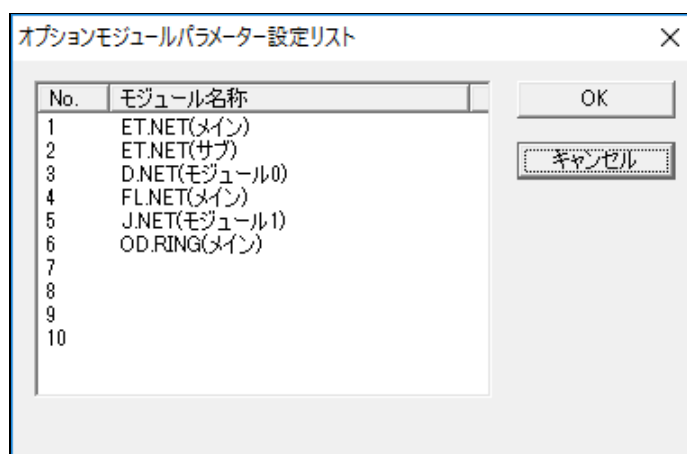 オプションモジュールパラメーター設定リスト
No. モジュール名称
OK
キャンセル
1 ET.NET(メイン)
2 ET.NET(サブ)
3 D.NET(モジュール0)
4 FL.NET(メイン)
5 J.NET(モジュール1)
6 OD.RING(メイン)
7
8
9
10